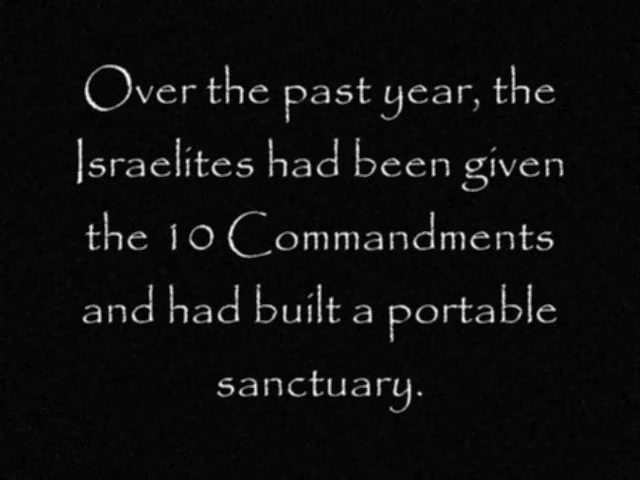 Over the past year, the
Israelites had been given
the 10 Commandments
and had built a portable
sanctuary.